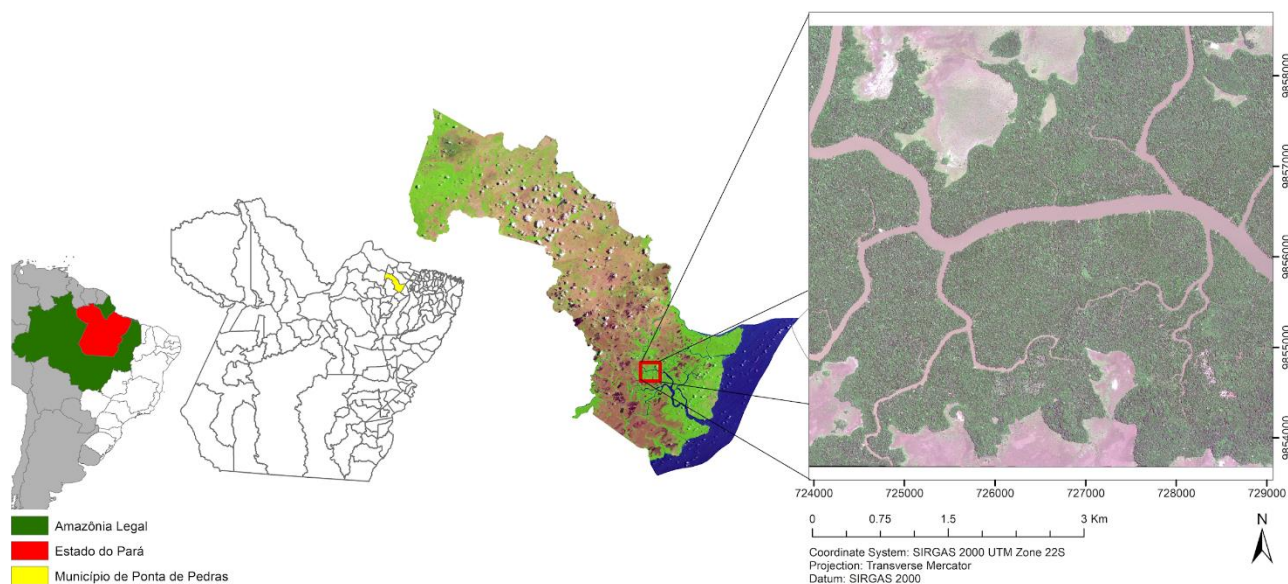 Amazônia Legal
Estado do Pará
Município de Ponta de Pedras
9858000
9857000
9856000
9855000
9854000
724000 725000 726000 727000 728000 729000
0 0.75 1.5 3 Km
N
Coordinate System: SIRGAS 2000 UTM Zone 22S
Projection: Transverse Mercator
Datum: SIRGAS 2000